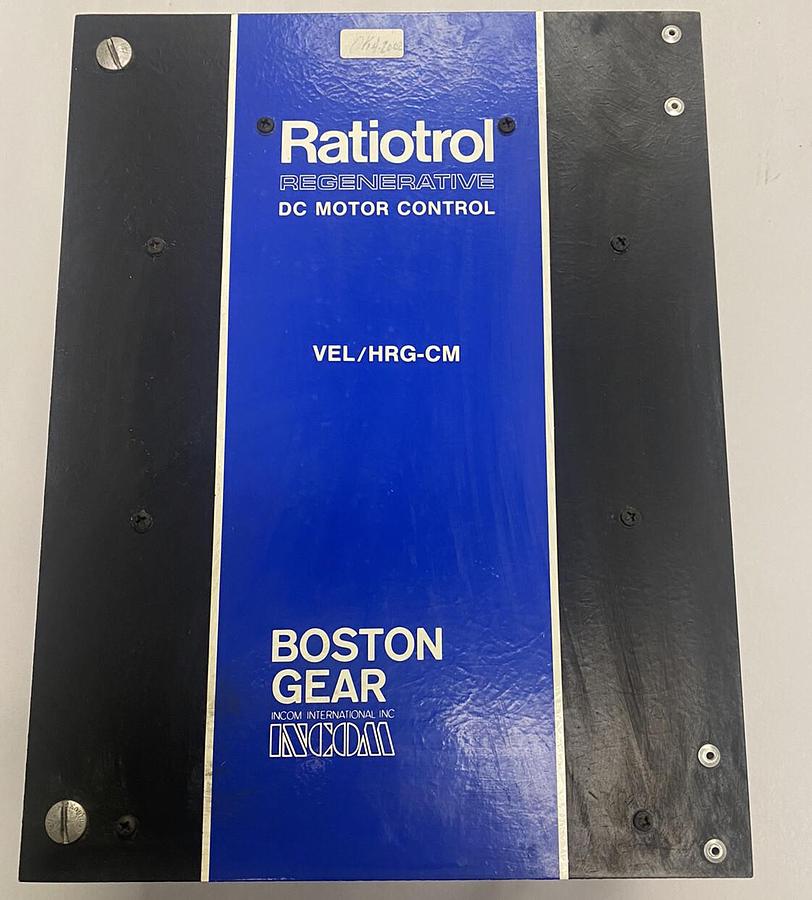 Ratiotrol
REGENERATIVE
DC MOTOR CONTROL
VEL/HRG-CM
BOSTON
GEAR
INCOM INTERNATIONAL INC
INCOM